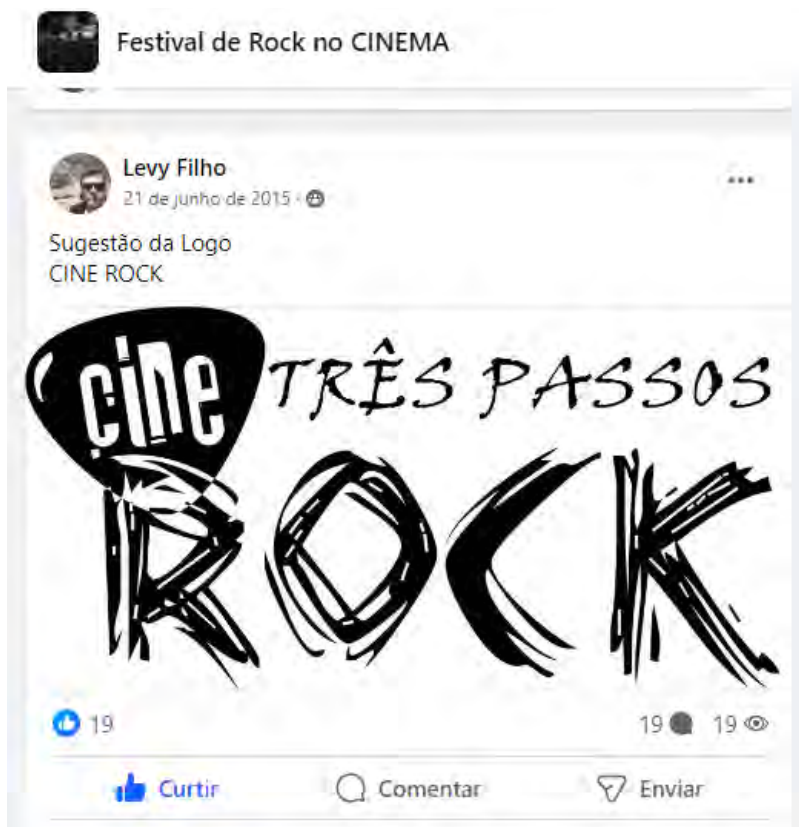 Festival de Rock no CINEMA
Levy Filho
21 de junho de 2015 ·
...
Sugestão da Logo
CINE ROCK
cine
TRÊS PASSOS
ROCK
19
19 19
Curtir Comentar Enviar